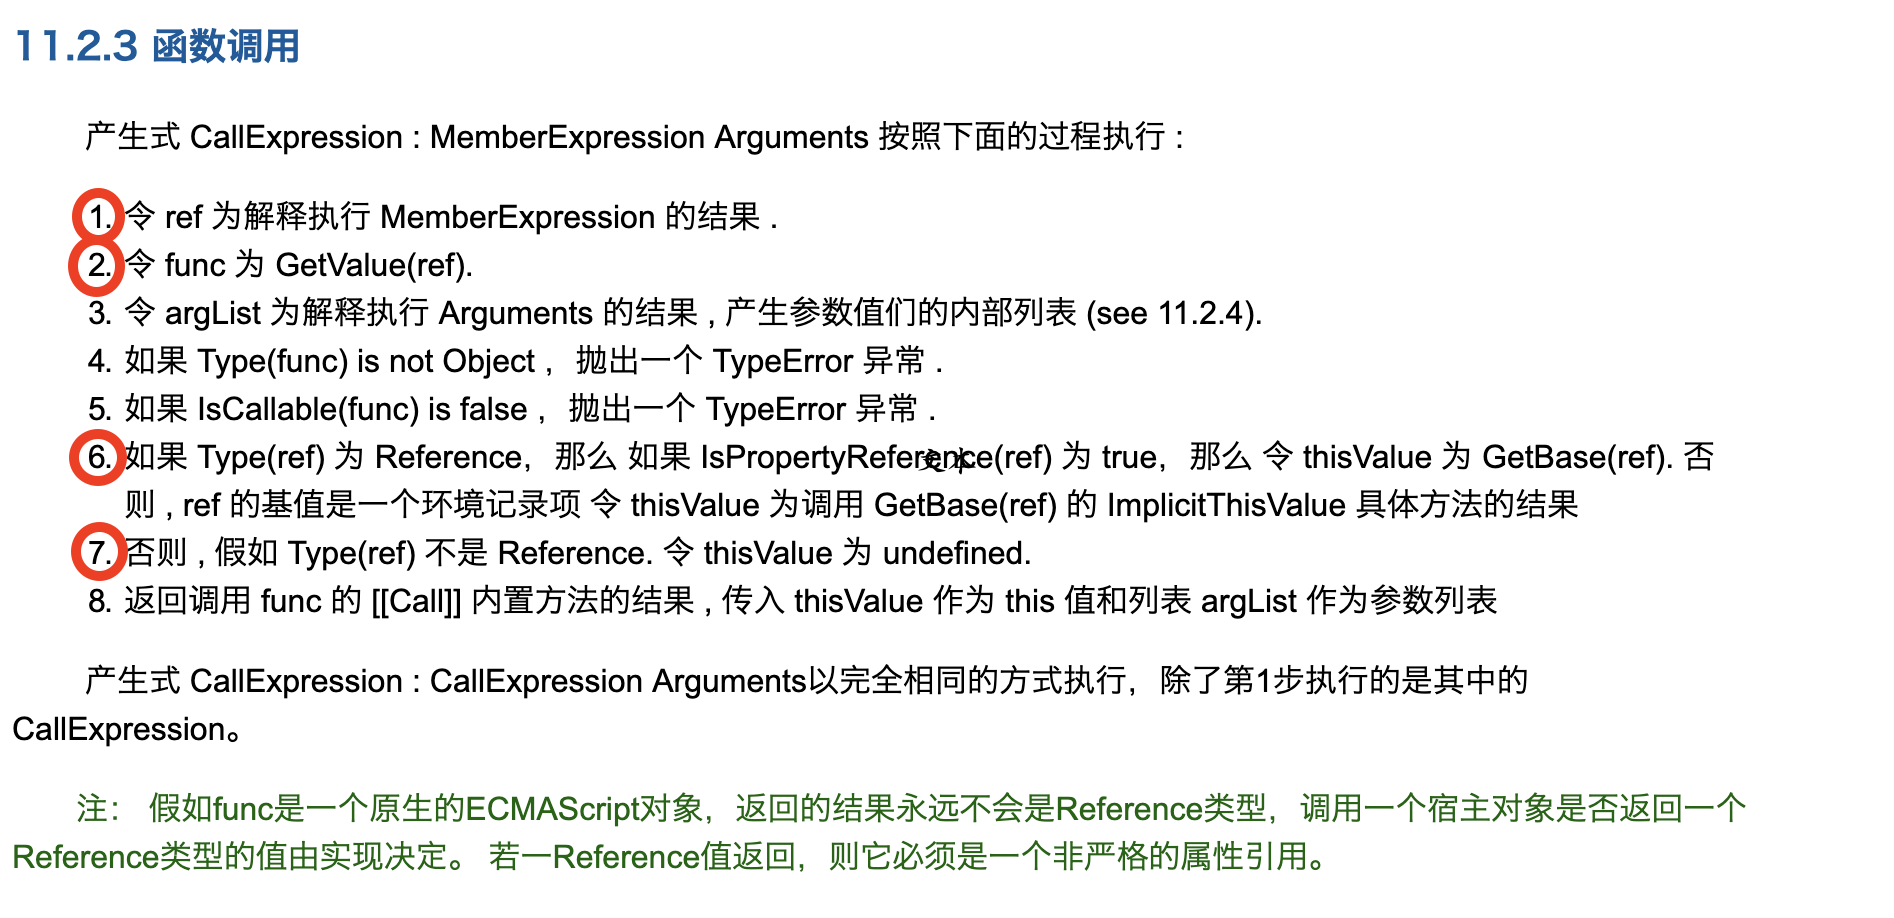 11.2.3 函数调用
产生式 CallExpression : MemberExpression Arguments 按照下面的过程执行 :
1. 令 ref 为解释执行 MemberExpression 的结果 .
2. 令 func 为 GetValue(ref).
3. 令 argList 为解释执行 Arguments 的结果 , 产生参数值们的内部列表 (see 11.2.4).
4. 如果 Type(func) is not Object ，抛出一个 TypeError 异常 .
5. 如果 IsCallable(func) is false ，抛出一个 TypeError 异常 .
6. 如果 Type(ref) 为 Reference，那么 如果 IsPropertyReference(ref) 为 true，那么 令 thisValue 为 GetBase(ref). 否
则 , ref 的基值是一个环境记录项 令 thisValue 为调用 GetBase(ref) 的 ImplicitThisValue 具体方法的结果
7. 否则 , 假如 Type(ref) 不是 Reference. 令 thisValue 为 undefined.
8. 返回调用 func 的 [[Call]] 内置方法的结果 , 传入 thisValue 作为 this 值和列表 argList 作为参数列表
产生式 CallExpression : CallExpression Arguments以完全相同的方式执行，除了第1步执行的是其中的
CallExpression。
注： 假如func是一个原生的ECMAScript对象，返回的结果永远不会是Reference类型，调用一个宿主对象是否返回一个
Reference类型的值由实现决定。 若一Reference值返回，则它必须是一个非严格的属性引用。